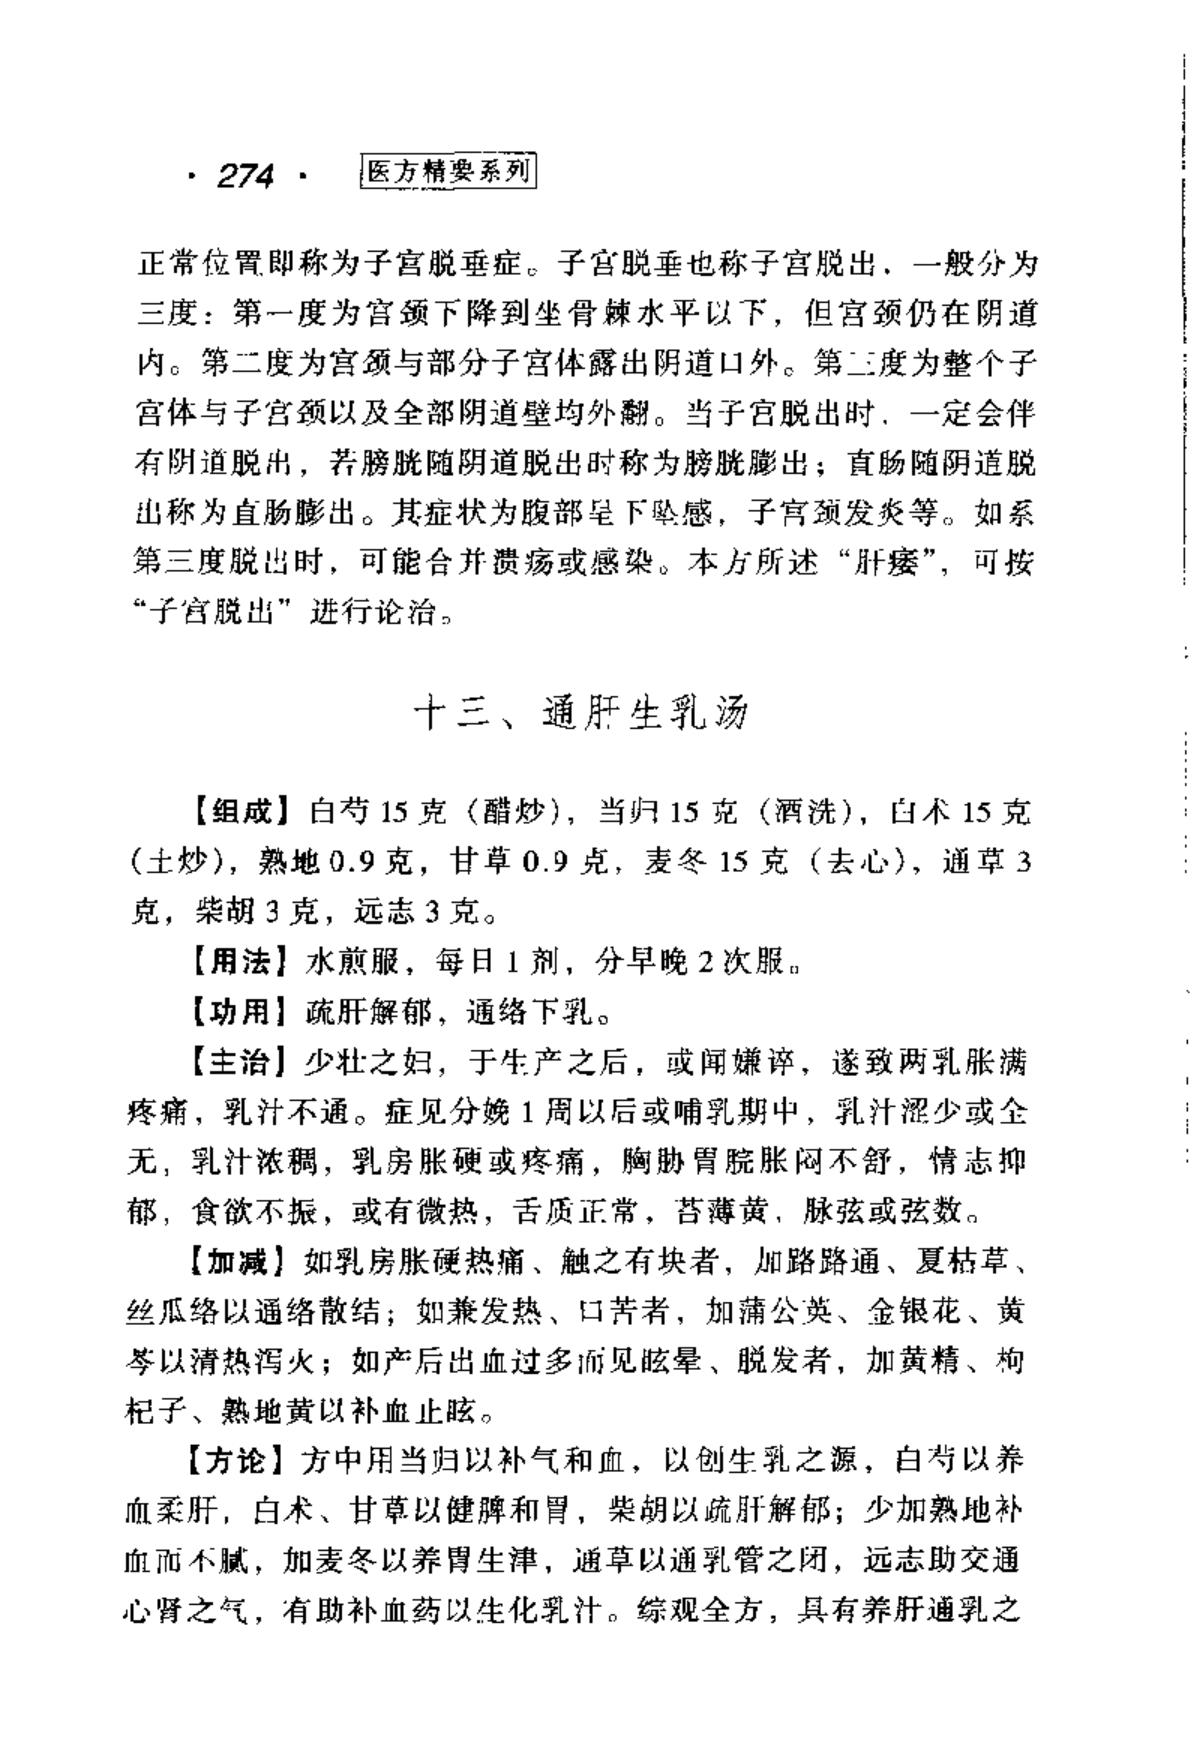 · 274 · 医方精要系列
正常位置即称为子宫脱垂症。子宫脱垂也称子宫脱出，一般分为
三度：第一度为宫颈下降到坐骨棘水平以下，但宫颈仍在阴道
内。第二度为宫颈与部分子宫体露出阴道口外。第三度为整个子
宫体与子宫颈以及全部阴道壁均外翻。当子宫脱出时，一定会伴
有阴道脱出，若膀胱随阴道脱出时称为膀胱膨出；直肠随阴道脱
出称为直肠膨出。其症状为腹部呈下坠感，子宫颈发炎等。如系
第三度脱出时，可能合并溃疡或感染。本方所述“肝痿”，可按
“子宫脱出”进行论治。
十三、通肝生乳汤
【组成】白芍 15 克（醋炒），当归 15 克（酒洗），白术 15 克
（土炒），熟地 0.9 克，甘草 0.9 克，麦冬 15 克（去心），通草 3
克，柴胡 3 克，远志 3 克。
【用法】水煎服，每日 1 剂，分早晚 2 次服。
【功用】疏肝解郁，通络下乳。
【主治】少壮之妇，于生产之后，或闻嫌谇，遂致两乳胀满
疼痛，乳汁不通。症见分娩 1 周以后或哺乳期中，乳汁涩少或全
无，乳汁浓稠，乳房胀硬或疼痛，胸胁胃脘胀闷不舒，情志抑
郁，食欲不振，或有微热，舌质正常，苔薄黄，脉弦或弦数。
【加减】如乳房胀硬热痛、触之有块者，加路路通、夏枯草、
丝瓜络以通络散结；如兼发热、口苦者，加蒲公英、金银花、黄
芩以清热泻火；如产后出血过多而见眩晕、脱发者，加黄精、枸
杞子、熟地黄以补血止眩。
【方论】方中用当归以补气和血，以创生乳之源，白芍以养
血柔肝，白术、甘草以健脾和胃，柴胡以疏肝解郁；少加熟地补
血而不腻，加麦冬以养胃生津，通草以通乳管之闭，远志助交通
心肾之气，有助补血药以生化乳汁。综观全方，具有养肝通乳之